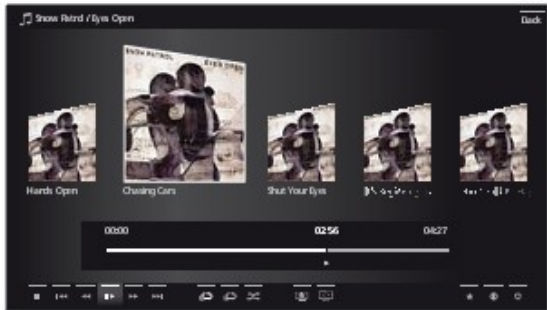 Snow Patrol / Eyes Open
Back
SNOW PATROL
EYES OPEN
Hands Open
Chasing Cars
Shut Your Eyes
00:00
02:56
04:27